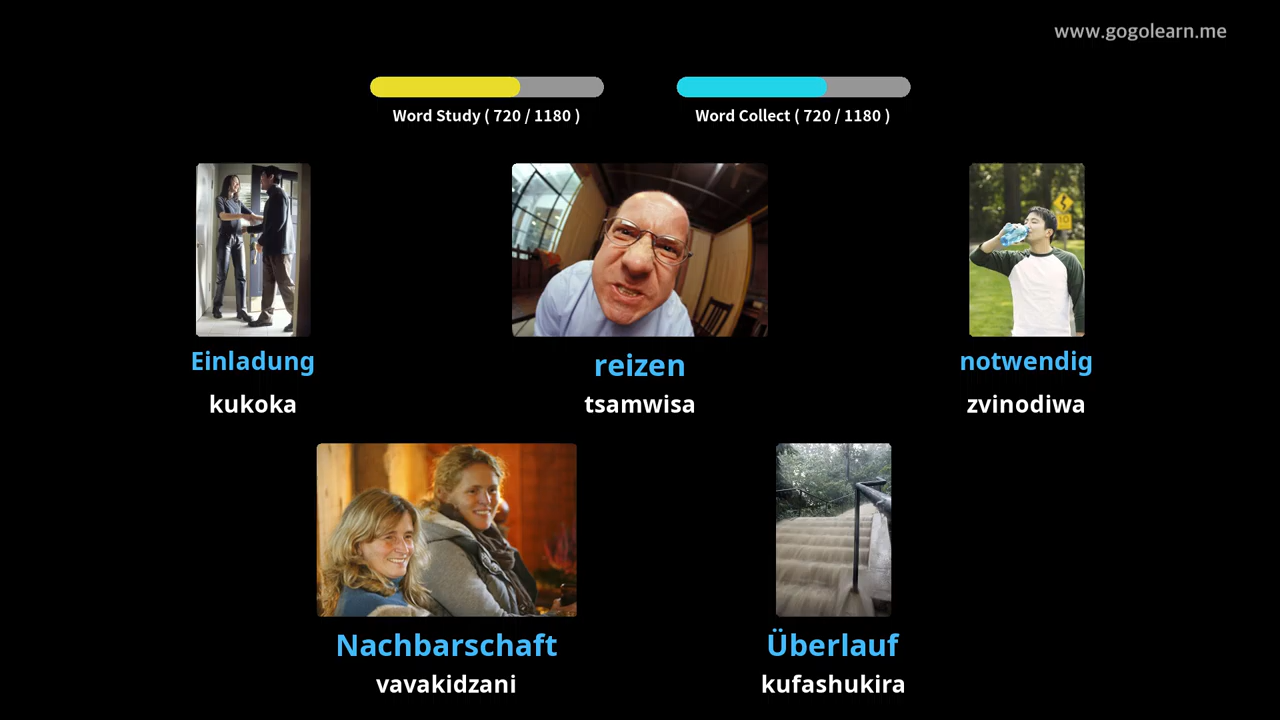 www.gogolearn.me
Word Study ( 720 / 1180 )
Word Collect ( 720 / 1180 )
Einladung
kukoka
reizen
tsamwisa
notwendig
zvinodiwa
Nachbarschaft
vavakidzani
Überlauf
kufashukira